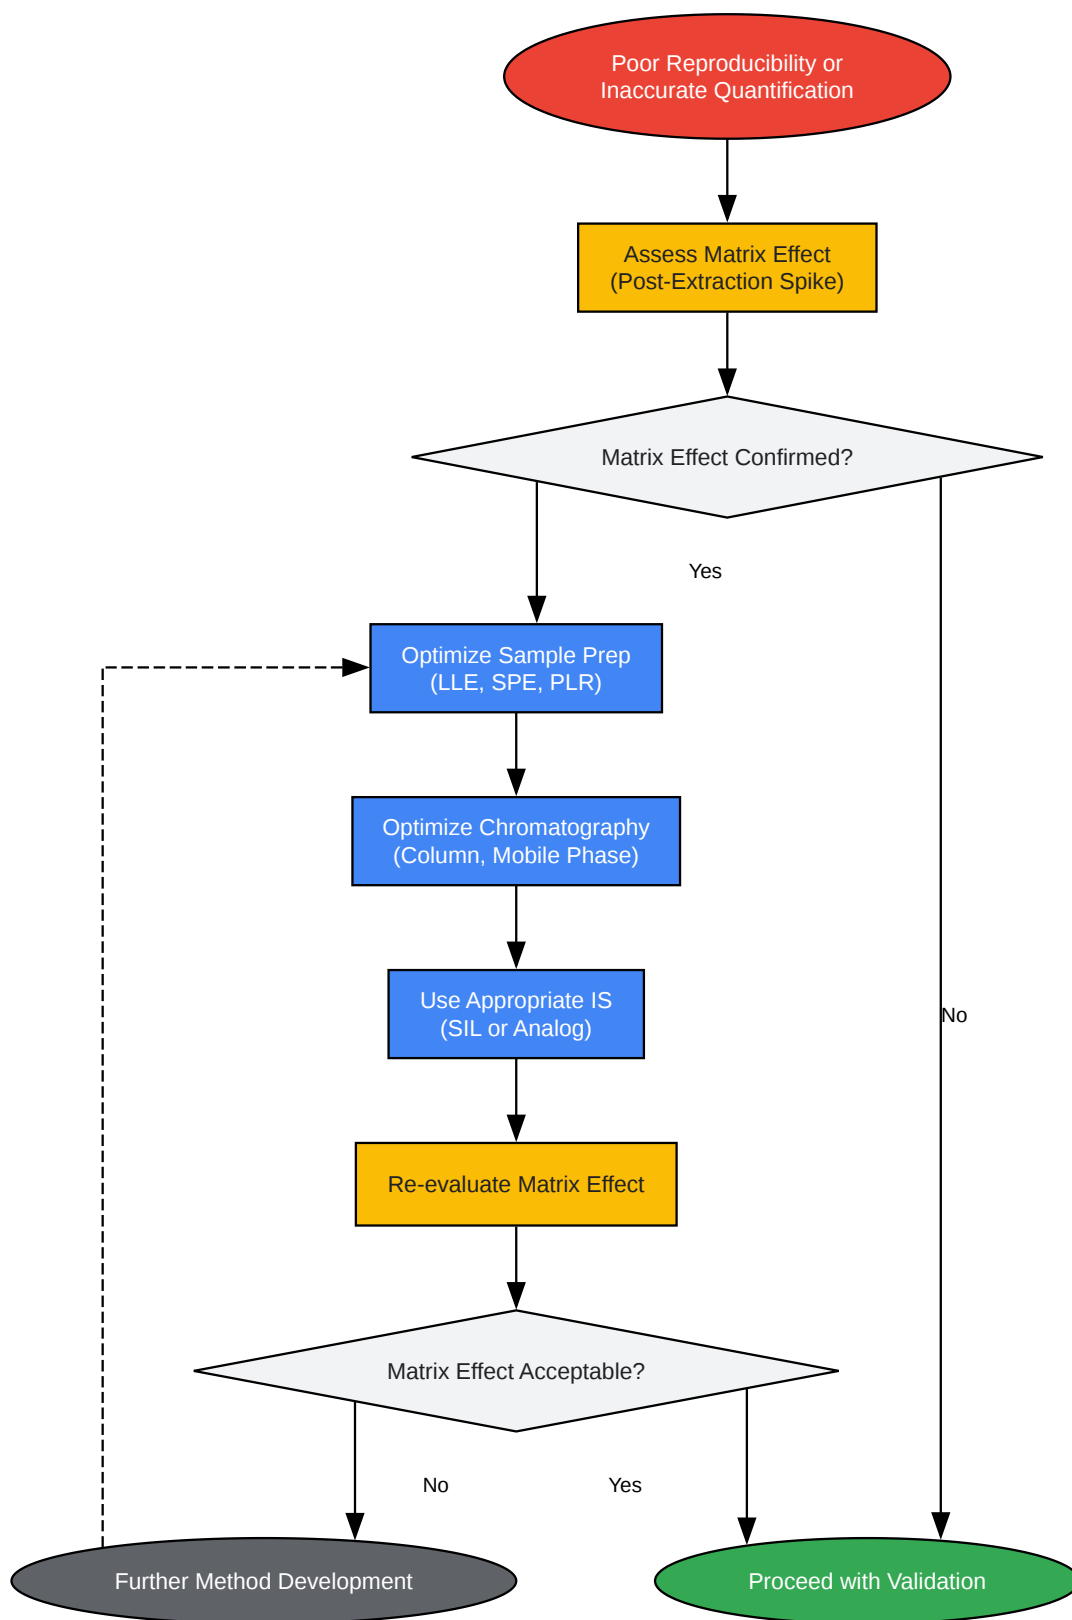 Poor Reproducibility or
Inaccurate Quantification
Assess Matrix Effect
(Post-Extraction Spike)
Matrix Effect Confirmed?
Yes
Optimize Sample Prep
(LLE, SPE, PLR)
Optimize Chromatography
(Column, Mobile Phase)
Use Appropriate IS
(SIL or Analog)
No
Re-evaluate Matrix Effect
Matrix Effect Acceptable?
No
Yes
Further Method Development
Proceed with Validation